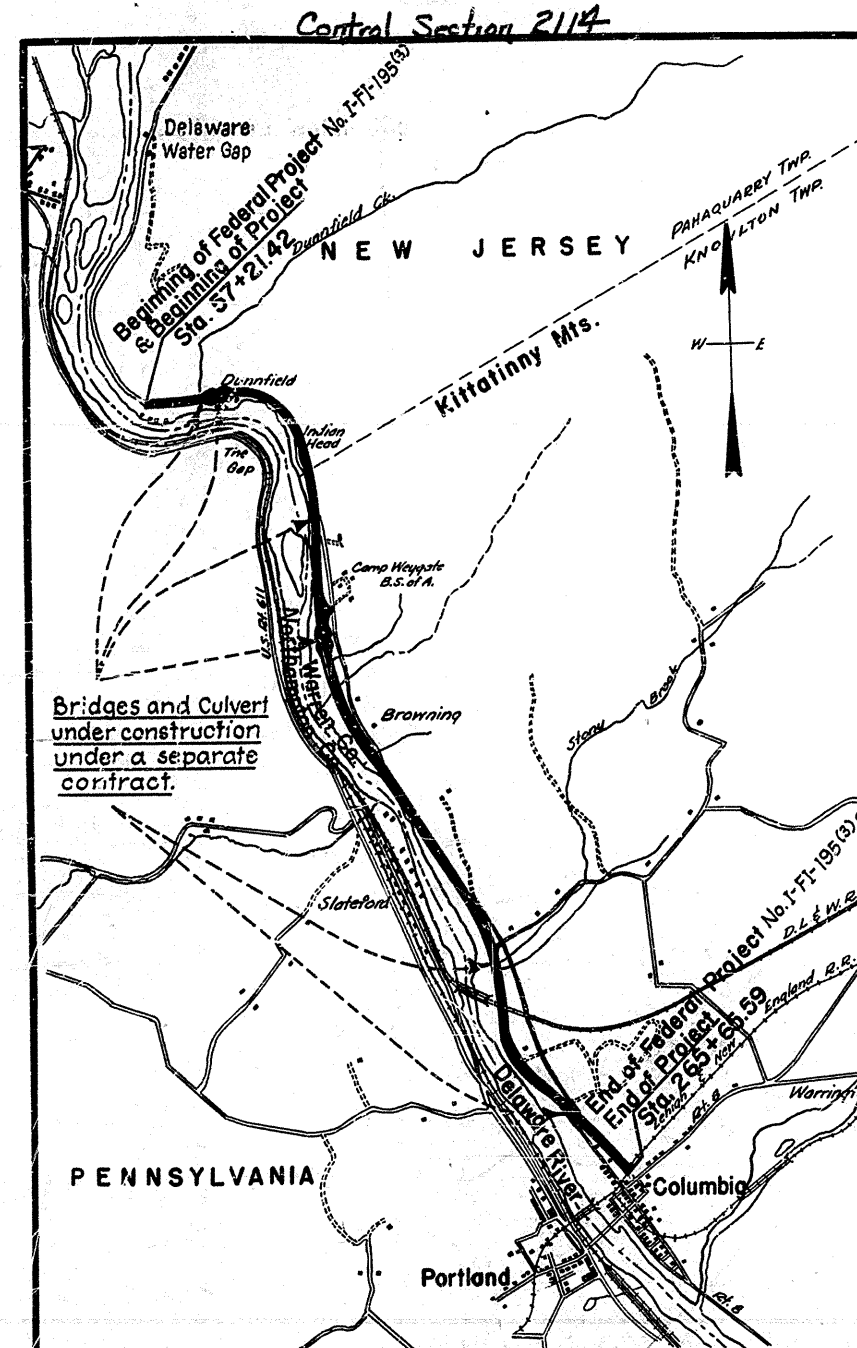 Control Section 2114
Delaware
Water Gap
Beginning of Federal Project No. I-FI-195(3)
& Beginning of Project
Sta. 57+21.42
Dunnfield Ck.
NEW JERSEY
PAHAQUARRY TWP.
KNOWLTON TWP.
W E
Kittatinny Mts.
Dunnfield
Indian
Head
The
Gap
Camp Weygate
B.S. of A.
U.S. Rt. 611
Warren Co.
Northampton Co.
Bridges and Culvert
under construction
under a separate
contract.
Browning
Stony Brook
Slateford
D.L. & W.R.
Lehigh & New England R.R.
End of Federal Project No. I-FI-195(3)
End of Project
Sta. 265+65.59
Rt. 8
Delaware River
PENNSYLVANIA
Columbia
Portland
Rt. 8